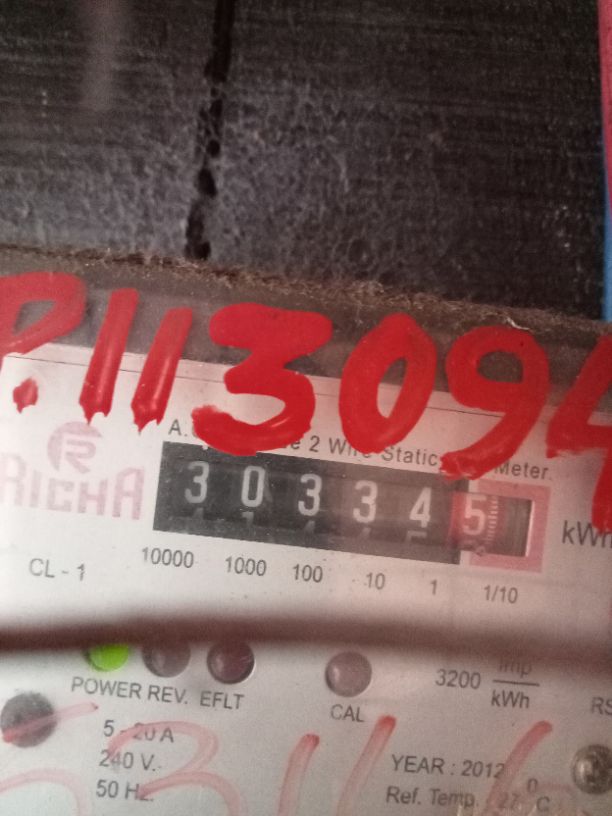 P.113094
A.C. 2 Wire Static Meter.
RICHA
3 0 3 3 4 5
kWh
10000 1000 100 10 1 1/10
CL - 1
3200 Imp/kWh
POWER REV. EFLT
CAL
5 - 20 A
240 V.
50 Hz.
YEAR : 2012
Ref. Temp. 27 °C